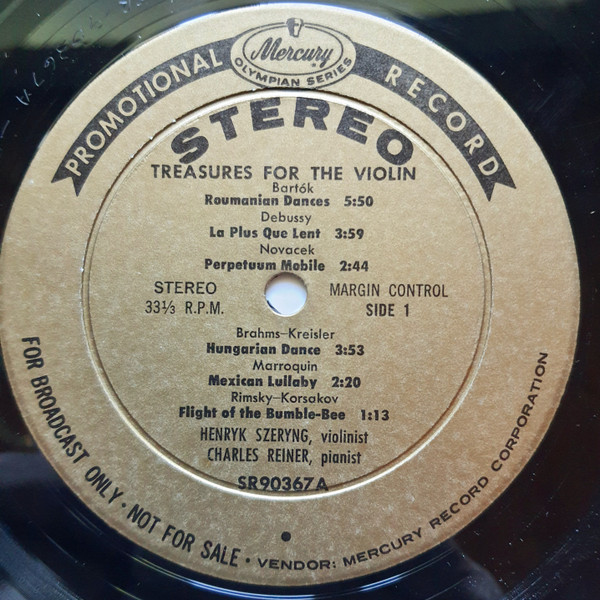 PROMOTIONAL RECORD
Mercury
OLYMPIAN SERIES
STEREO
TREASURES FOR THE VIOLIN
Bartók
Roumanian Dances 5:50
Debussy
La Plus Que Lent 3:59
Novacek
Perpetuum Mobile 2:44
STEREO
33⅓ R.P.M.
MARGIN CONTROL
SIDE 1
Brahms–Kreisler
Hungarian Dance 3:53
Marroquin
Mexican Lullaby 2:20
Rimsky–Korsakov
Flight of the Bumble-Bee 1:13
HENRYK SZERYNG, violinist
CHARLES REINER, pianist
SR90367A
FOR BROADCAST ONLY · NOT FOR SALE · VENDOR: MERCURY RECORD CORPORATION